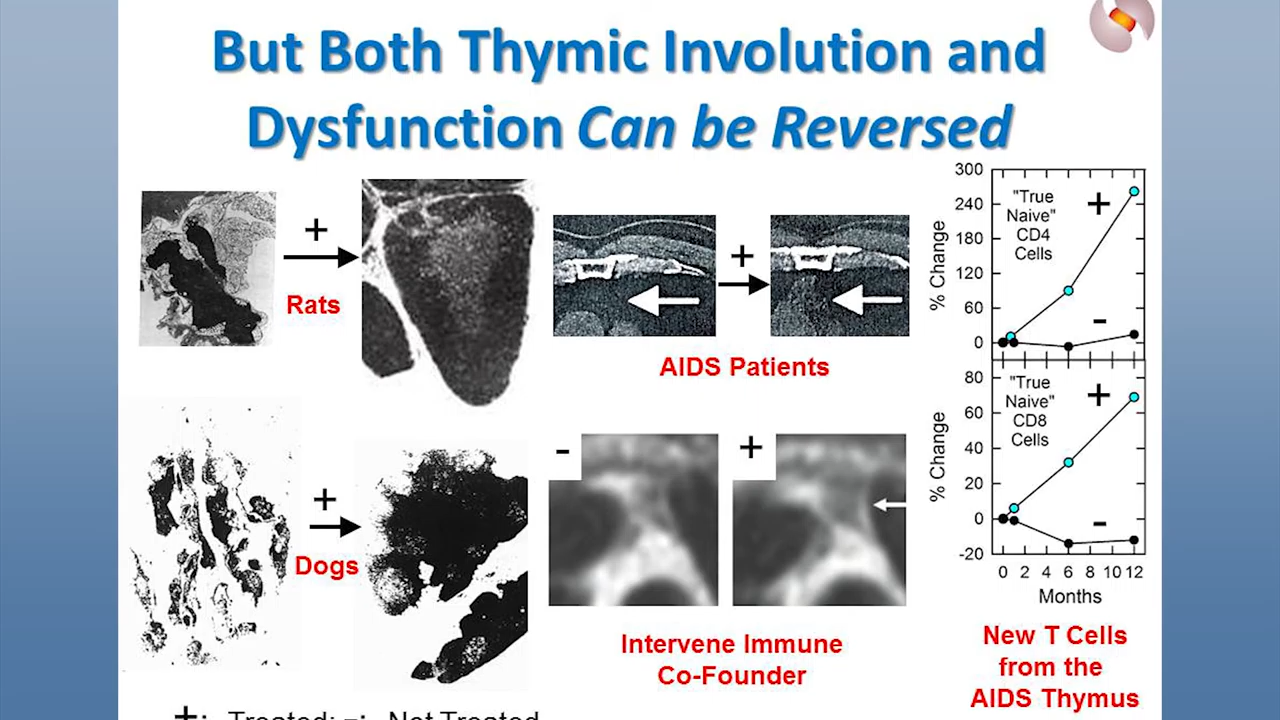 But Both Thymic Involution and
Dysfunction Can be Reversed
+
Rats
+
AIDS Patients
+
Dogs
-
+
Intervene Immune
Co-Founder
% Change
300
240
180
120
60
0
"True
Naive"
CD4
Cells
+
-
% Change
80
60
40
20
0
-20
"True
Naive"
CD8
Cells
+
-
0 2 4 6 8 10 12
Months
New T Cells
from the
AIDS Thymus
+: Treated; -: Not Treated